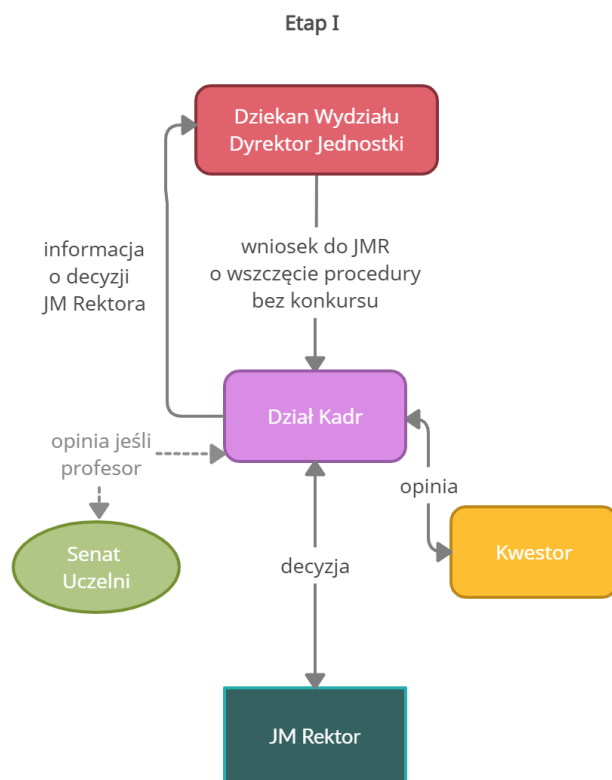 Etap I
Dziekan Wydziału
Dyrektor Jednostki
informacja
o decyzji
JM Rektora
wniosek do JMR
o wszczęcie procedury
bez konkursu
Dział Kadr
opinia jeśli
profesor
opinia
Senat
Uczelni
Kwestor
decyzja
JM Rektor